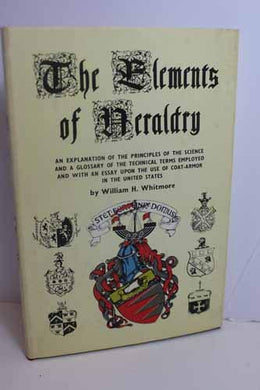 The Elements
of Heraldry
AN EXPLANATION OF THE PRINCIPLES OF THE SCIENCE
AND A GLOSSARY OF THE TECHNICAL TERMS EMPLOYED
AND WITH AN ESSAY UPON THE USE OF COAT-ARMOR
IN THE UNITED STATES
by William H. Whitmore